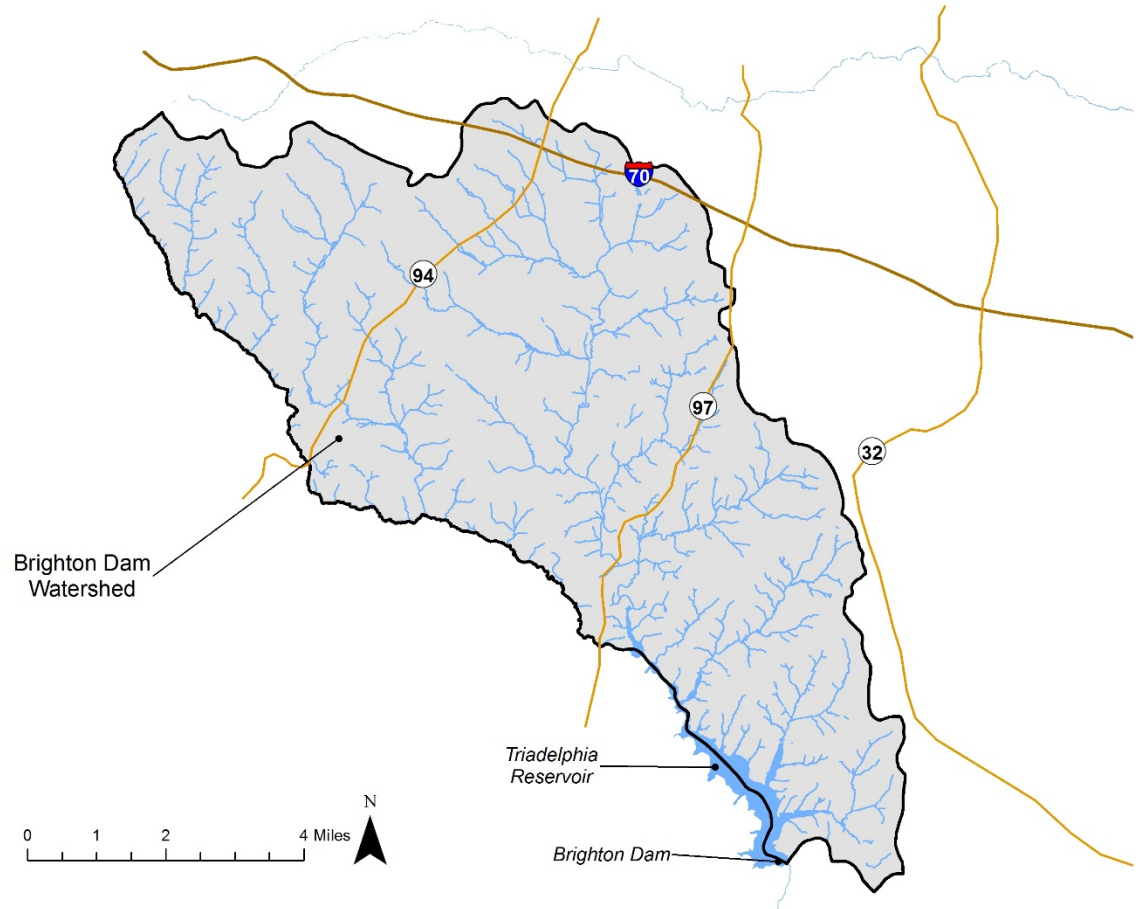 70
94
97
32
Brighton Dam
Watershed
Triadelphia
Reservoir
Brighton Dam
N
0 1 2 4 Miles